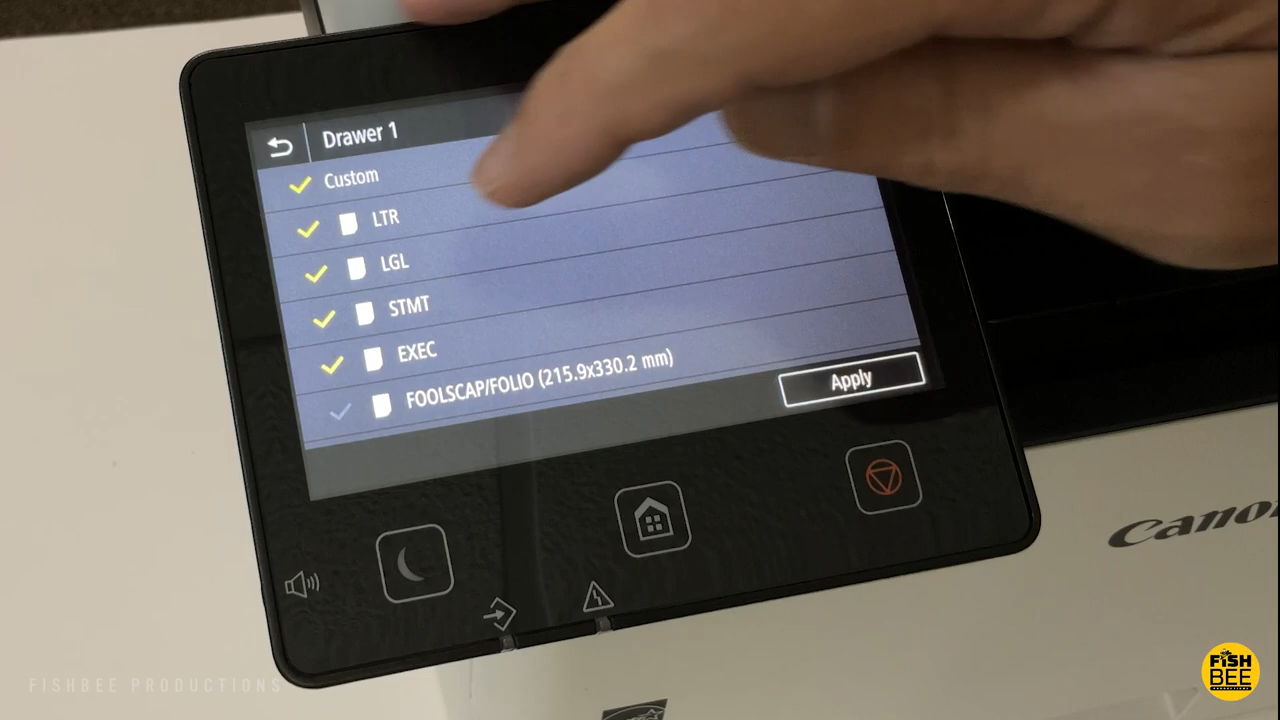 Drawer 1
Custom
LTR
LGL
STMT
EXEC
FOOLSCAP/FOLIO (215.9x330.2 mm)
Apply
Canon
FISHBEE PRODUCTIONS
FISH
BEE